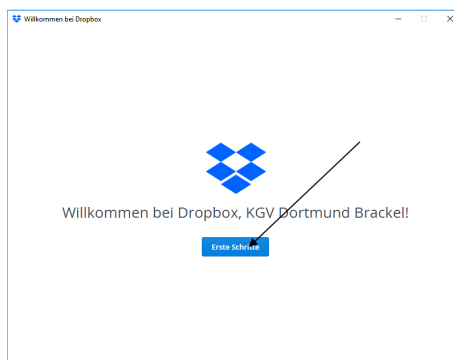 Willkommen bei Dropbox
Willkommen bei Dropbox, KGV Dortmund Brackel!
Erste Schritte